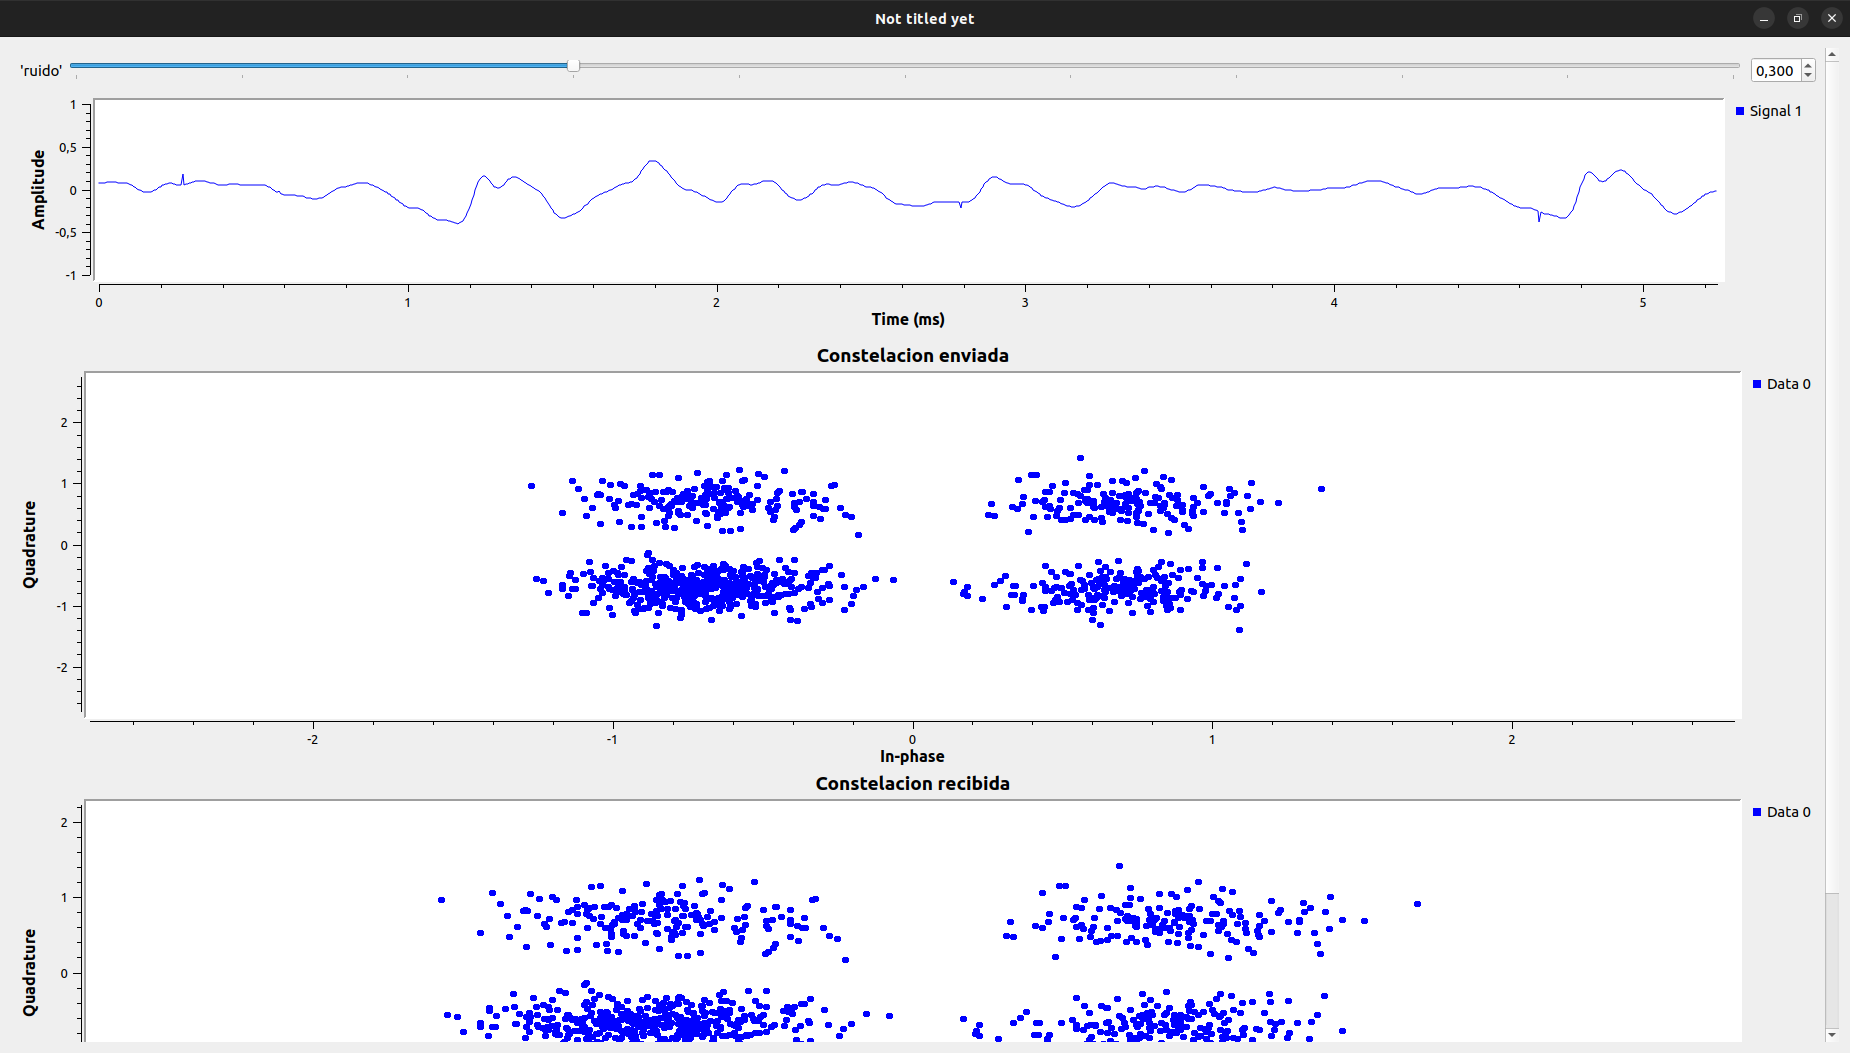 Not titled yet
'ruido'
0,300
1
0,5
0
-0,5
-1
Amplitude
Signal 1
0 1 2 3 4 5
Time (ms)
Constelacion enviada
2
1
0
-1
-2
Quadrature
Data 0
-2 -1 0 1 2
In-phase
Constelacion recibida
2
1
0
Quadrature
Data 0